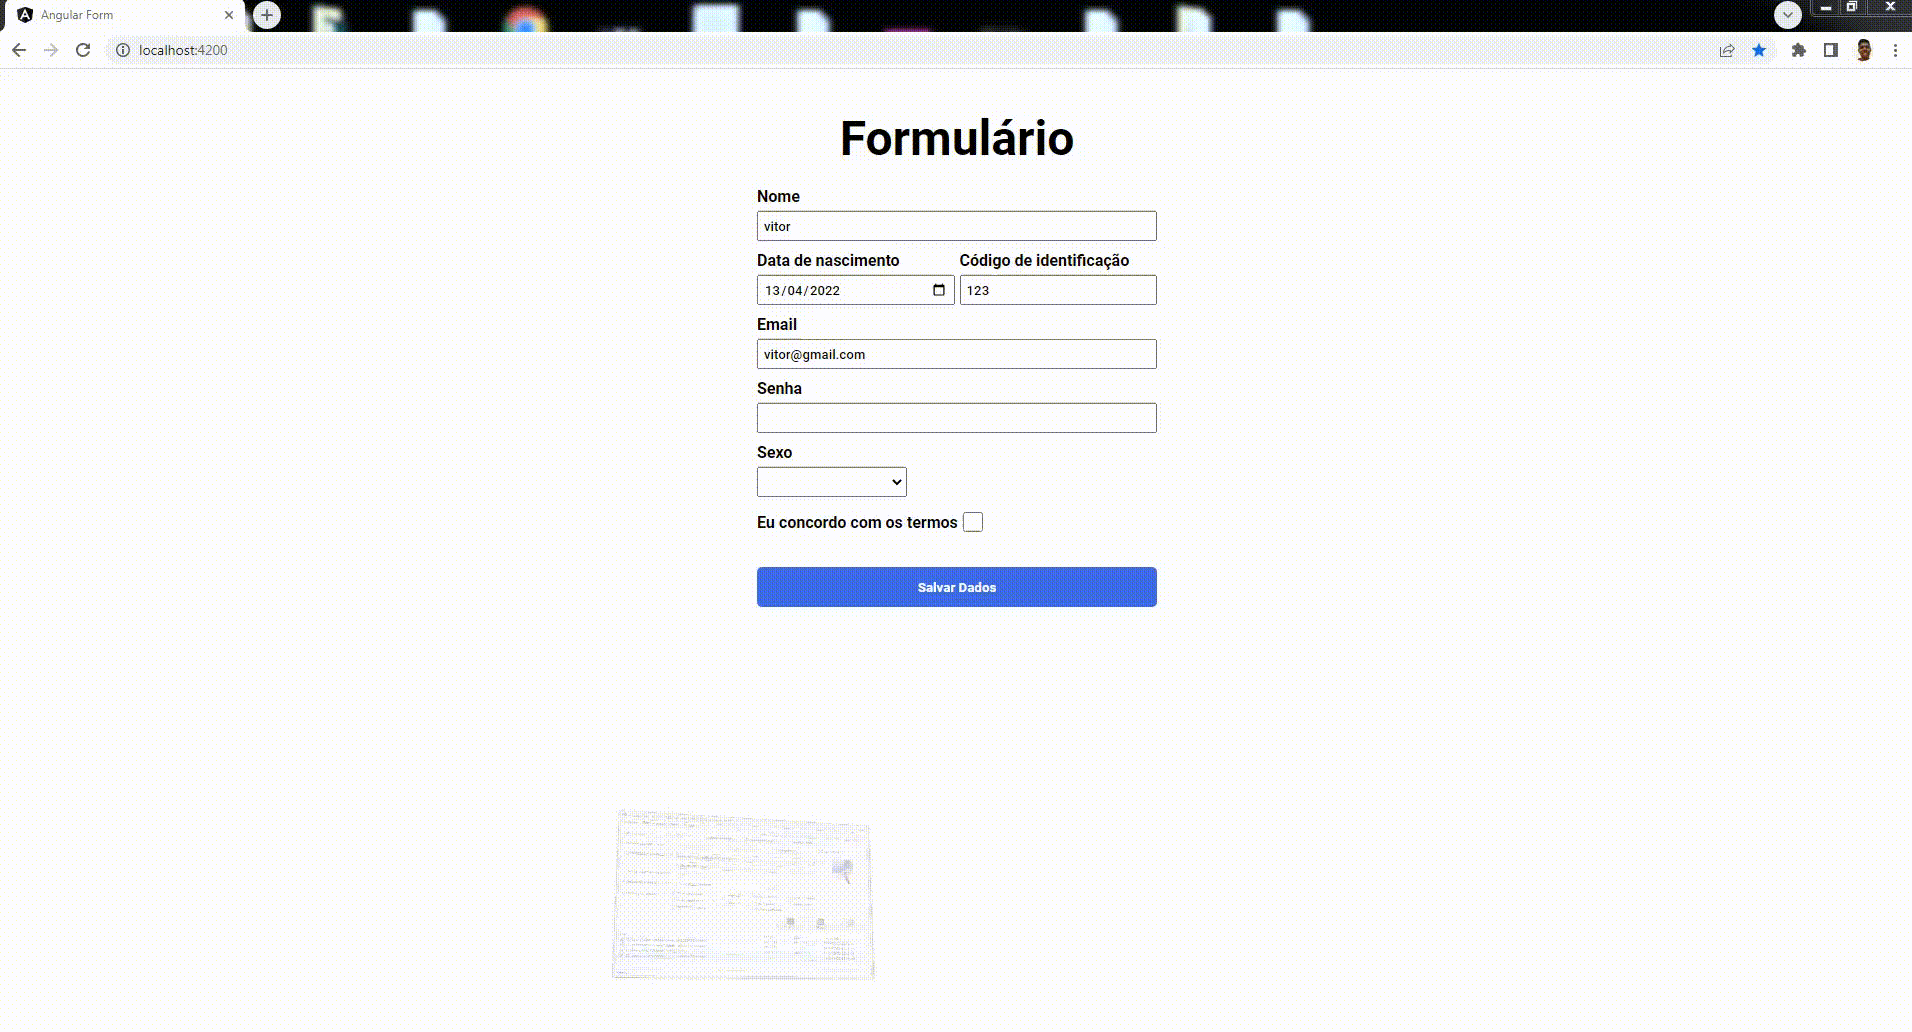 Angular Form
localhost:4200
Formulário
Nome
vitor
Data de nascimento Código de identificação
13/04/2022 123
Email
vitor@gmail.com
Senha
Sexo
Eu concordo com os termos
Salvar Dados